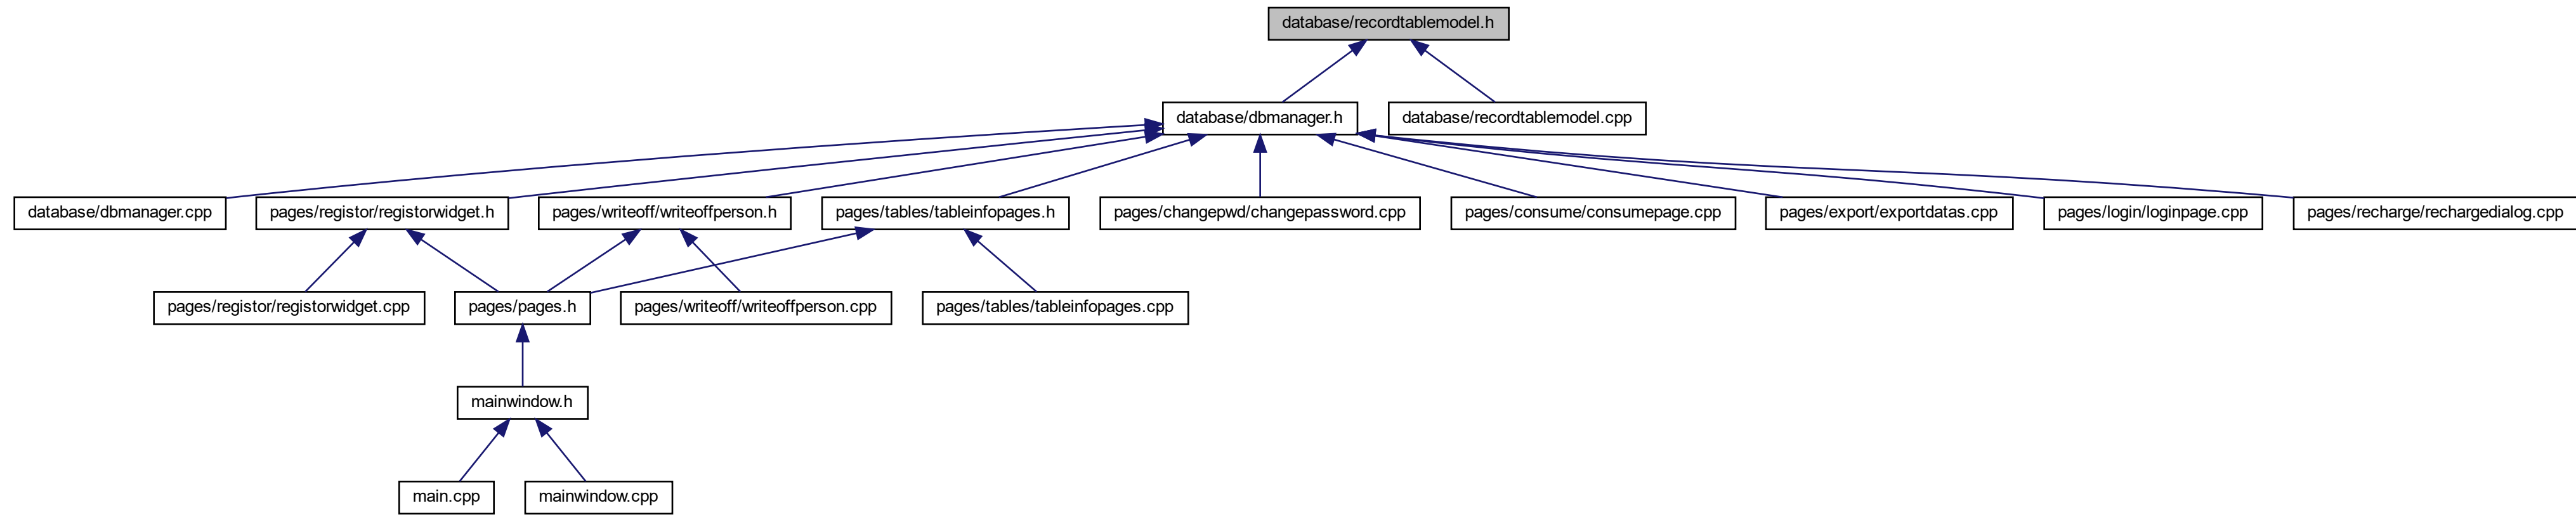 database/recordtablemodel.h
database/dbmanager.h
database/recordtablemodel.cpp
database/dbmanager.cpp
pages/registor/registorwidget.h
pages/writeoff/writeoffperson.h
pages/tables/tableinfopages.h
pages/changepwd/changepassword.cpp
pages/consume/consumepage.cpp
pages/export/exportdatas.cpp
pages/login/loginpage.cpp
pages/recharge/rechargedialog.cpp
pages/registor/registorwidget.cpp
pages/pages.h
pages/writeoff/writeoffperson.cpp
pages/tables/tableinfopages.cpp
mainwindow.h
main.cpp
mainwindow.cpp